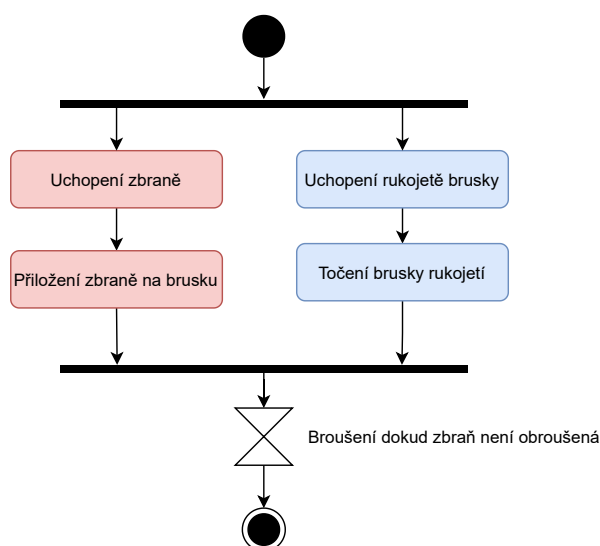 Uchopení zbraně
Uchopení rukojetě brusky
Přiložení zbraně na brusku
Točení brusky rukojetí
Broušení dokud zbraň není obroušená